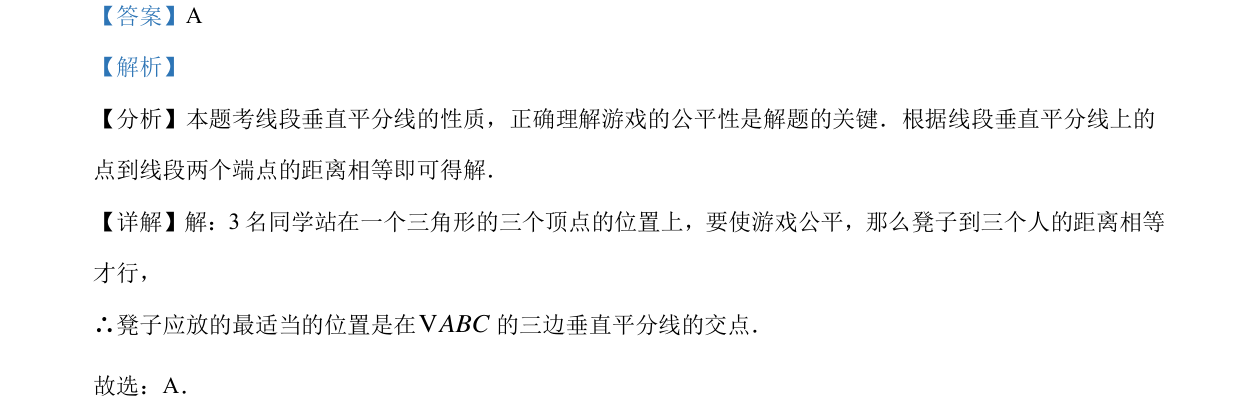 【答案】A
【解析】
【分析】本题考线段垂直平分线的性质，正确理解游戏的公平性是解题的关键．根据线段垂直平分线上的
点到线段两个端点的距离相等即可得解．
【详解】解：3 名同学站在一个三角形的三个顶点的位置上，要使游戏公平，那么凳子到三个人的距离相等
才行，
∴凳子应放的最适当的位置是在VABC 的三边垂直平分线的交点．
故选：A．